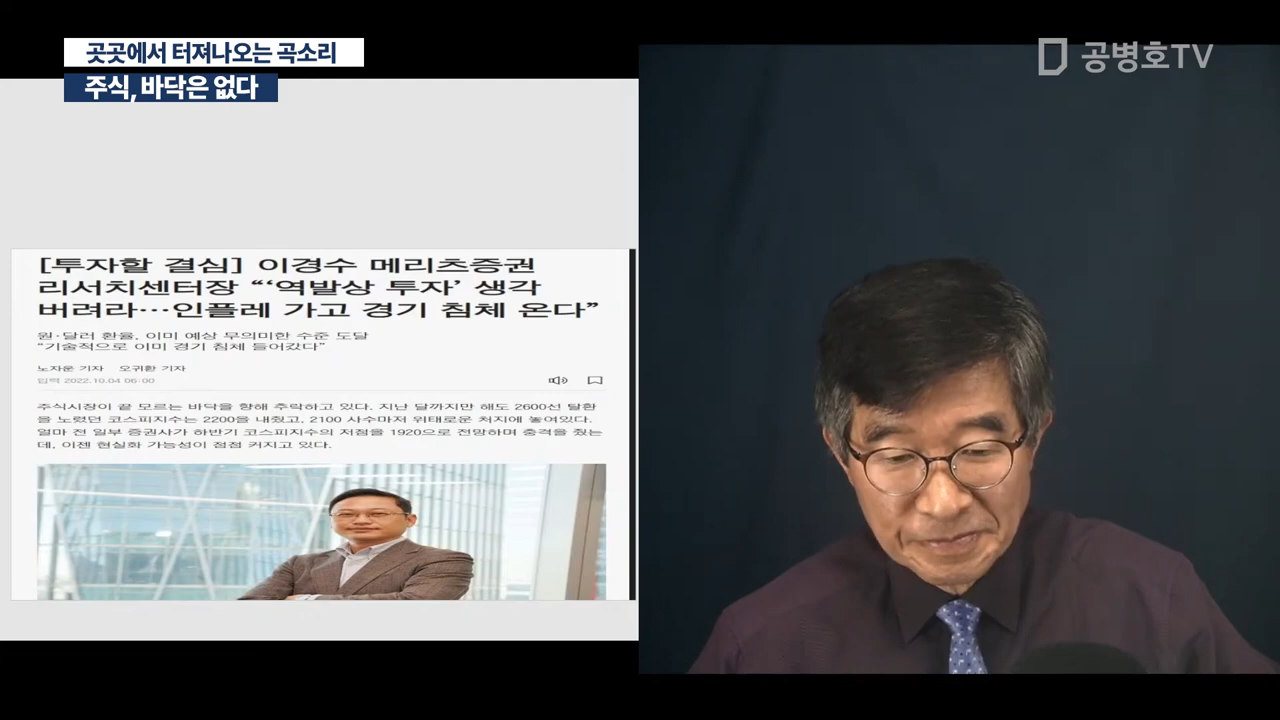 곳곳에서 터져나오는 곡소리
주식, 바닥은 없다
공병호TV
[투자할 결심] 이경수 메리츠증권
리서치센터장 “‘역발상 투자’ 생각
버려라…인플레 가고 경기 침체 온다”
원·달러 환율, 이미 예상 무의미한 수준 도달
“기술적으로 이미 경기 침체 들어갔다”
노자운 기자 오귀환 기자
입력 2022.10.04 06:00
주식시장이 끝 모르는 바닥을 향해 추락하고 있다. 지난 달까지만 해도 2600선 탈환
을 노렸던 코스피지수는 2200을 내줬고, 2100 사수마저 위태로운 처지에 놓여있다.
얼마 전 일부 증권사가 하반기 코스피지수의 저점을 1920으로 전망하며 충격을 줬는
데, 이젠 현실화 가능성이 점점 커지고 있다.